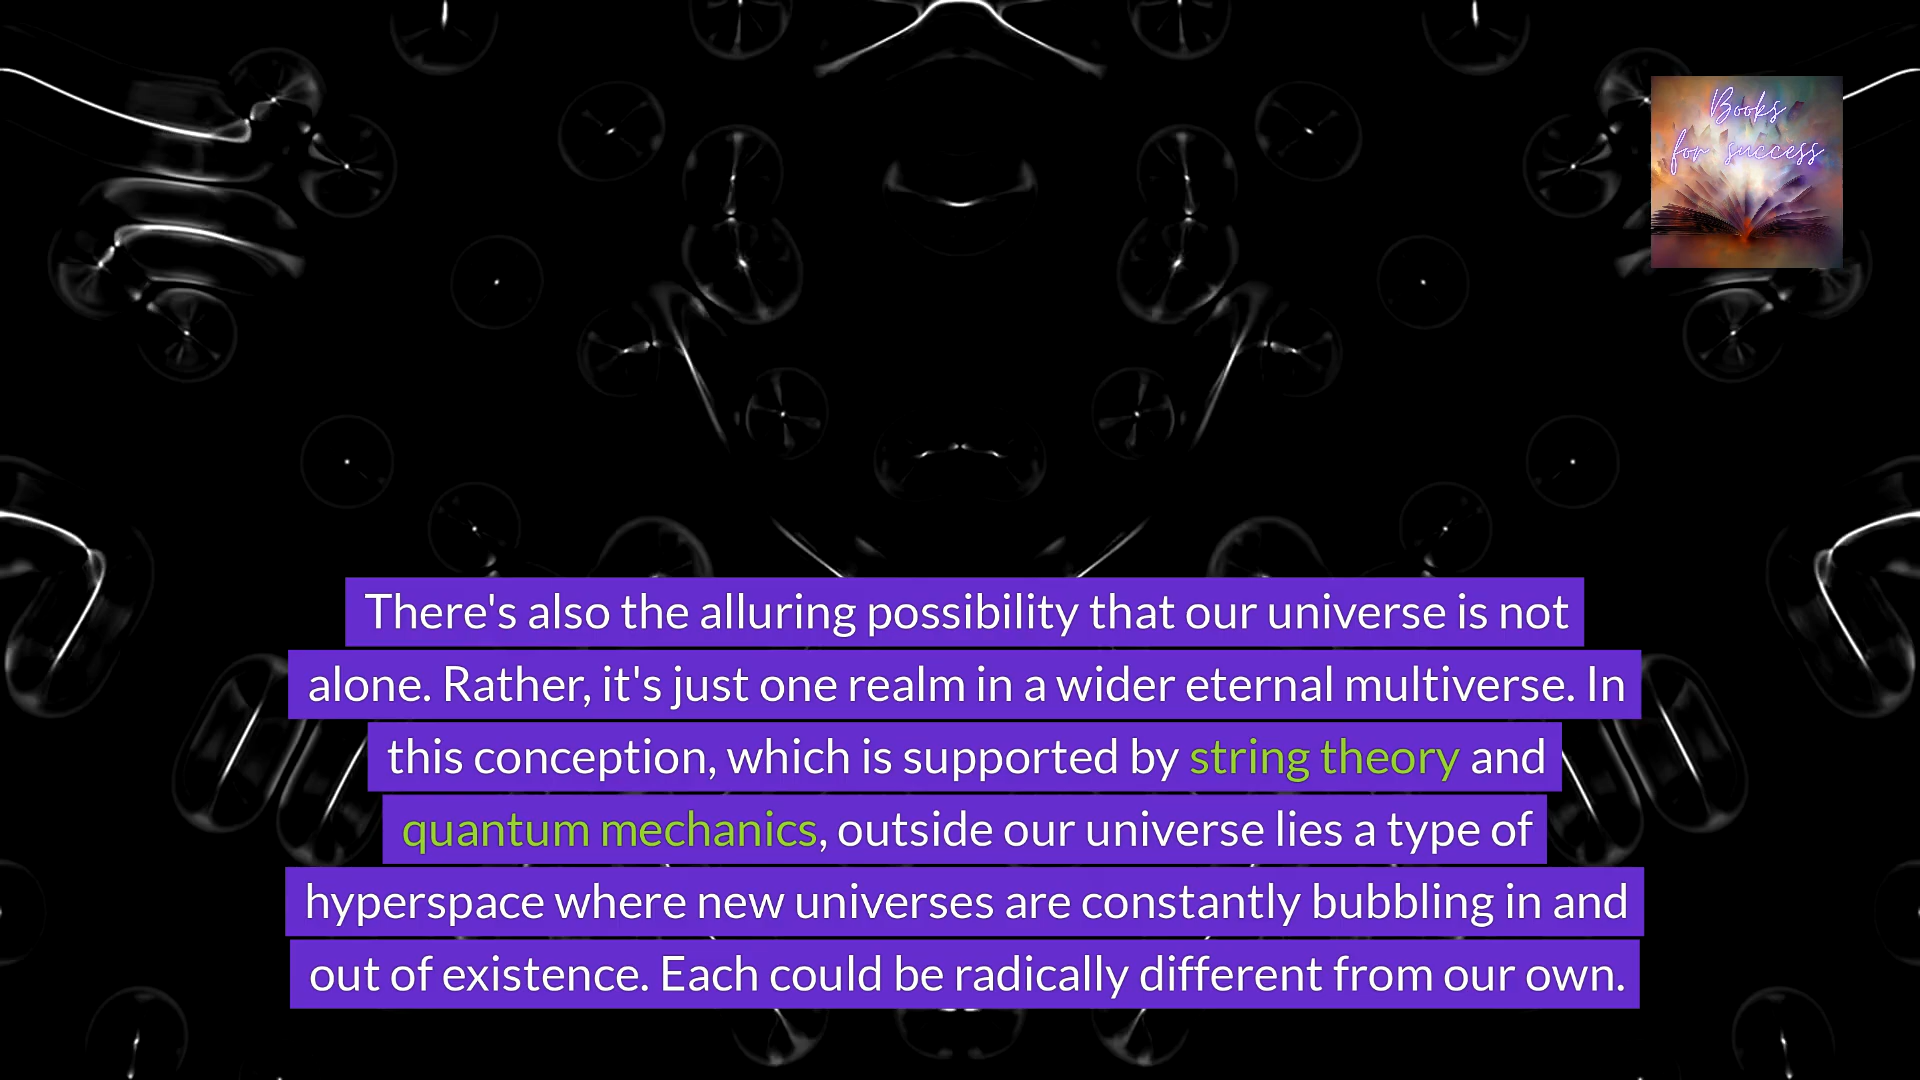 Books
for success
There's also the alluring possibility that our universe is not
alone. Rather, it's just one realm in a wider eternal multiverse. In
this conception, which is supported by string theory and
quantum mechanics, outside our universe lies a type of
hyperspace where new universes are constantly bubbling in and
out of existence. Each could be radically different from our own.